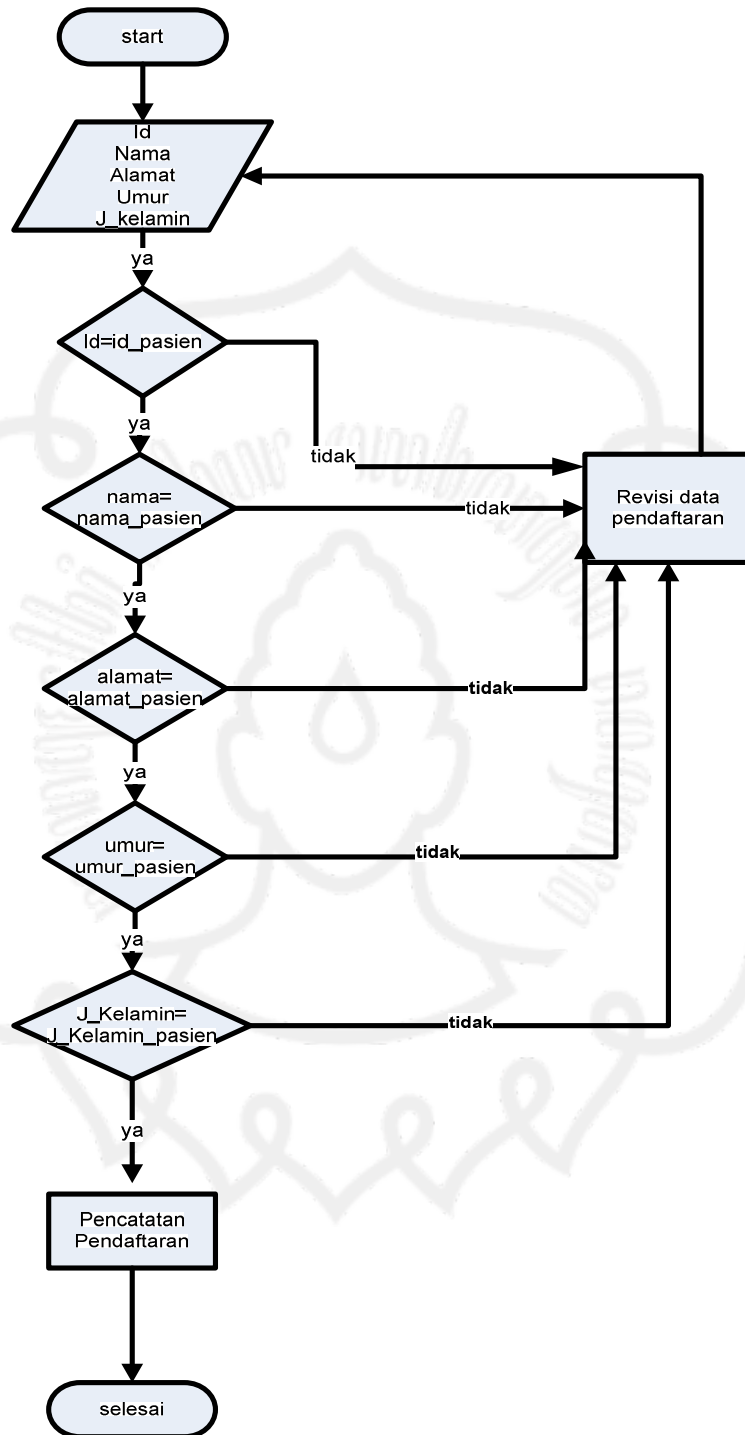 start
Id
Nama
Alamat
Umur
J_kelamin
ya
Id=id_pasien
ya
tidak
nama=
nama_pasien
tidak
Revisi data
pendaftaran
ya
alamat=
alamat_pasien
tidak
ya
umur=
umur_pasien
tidak
ya
J_Kelamin=
J_Kelamin_pasien
tidak
ya
Pencatatan
Pendaftaran
selesai